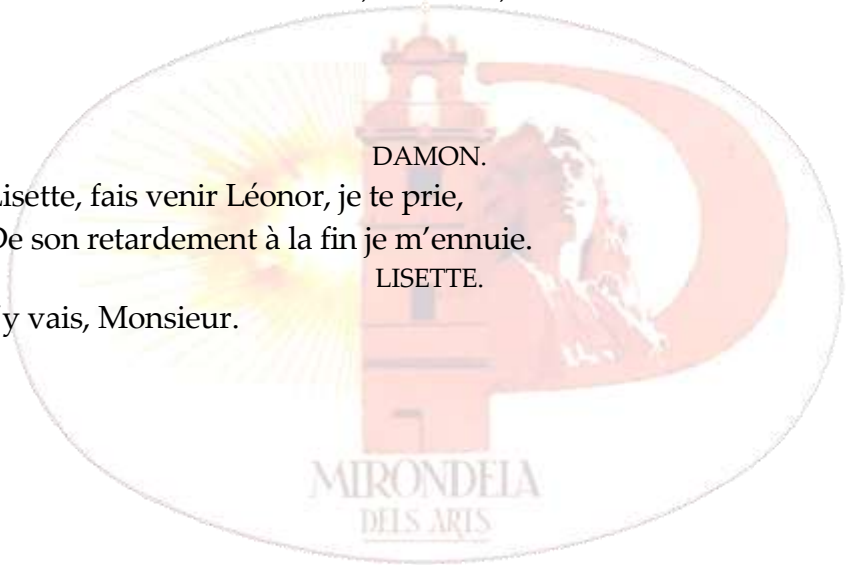 DAMON.
isette, fais venir Léonor, je te prie,
De son retardement à la fin je m'ennuie.
LISETTE.
'y vais, Monsieur.
MIRONDELA
DELS ARTS